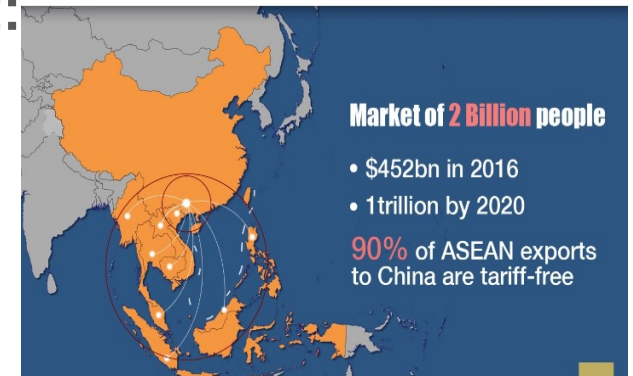 Market of 2 Billion people
• $452bn in 2016
• 1trillion by 2020
90% of ASEAN exports
to China are tariff-free